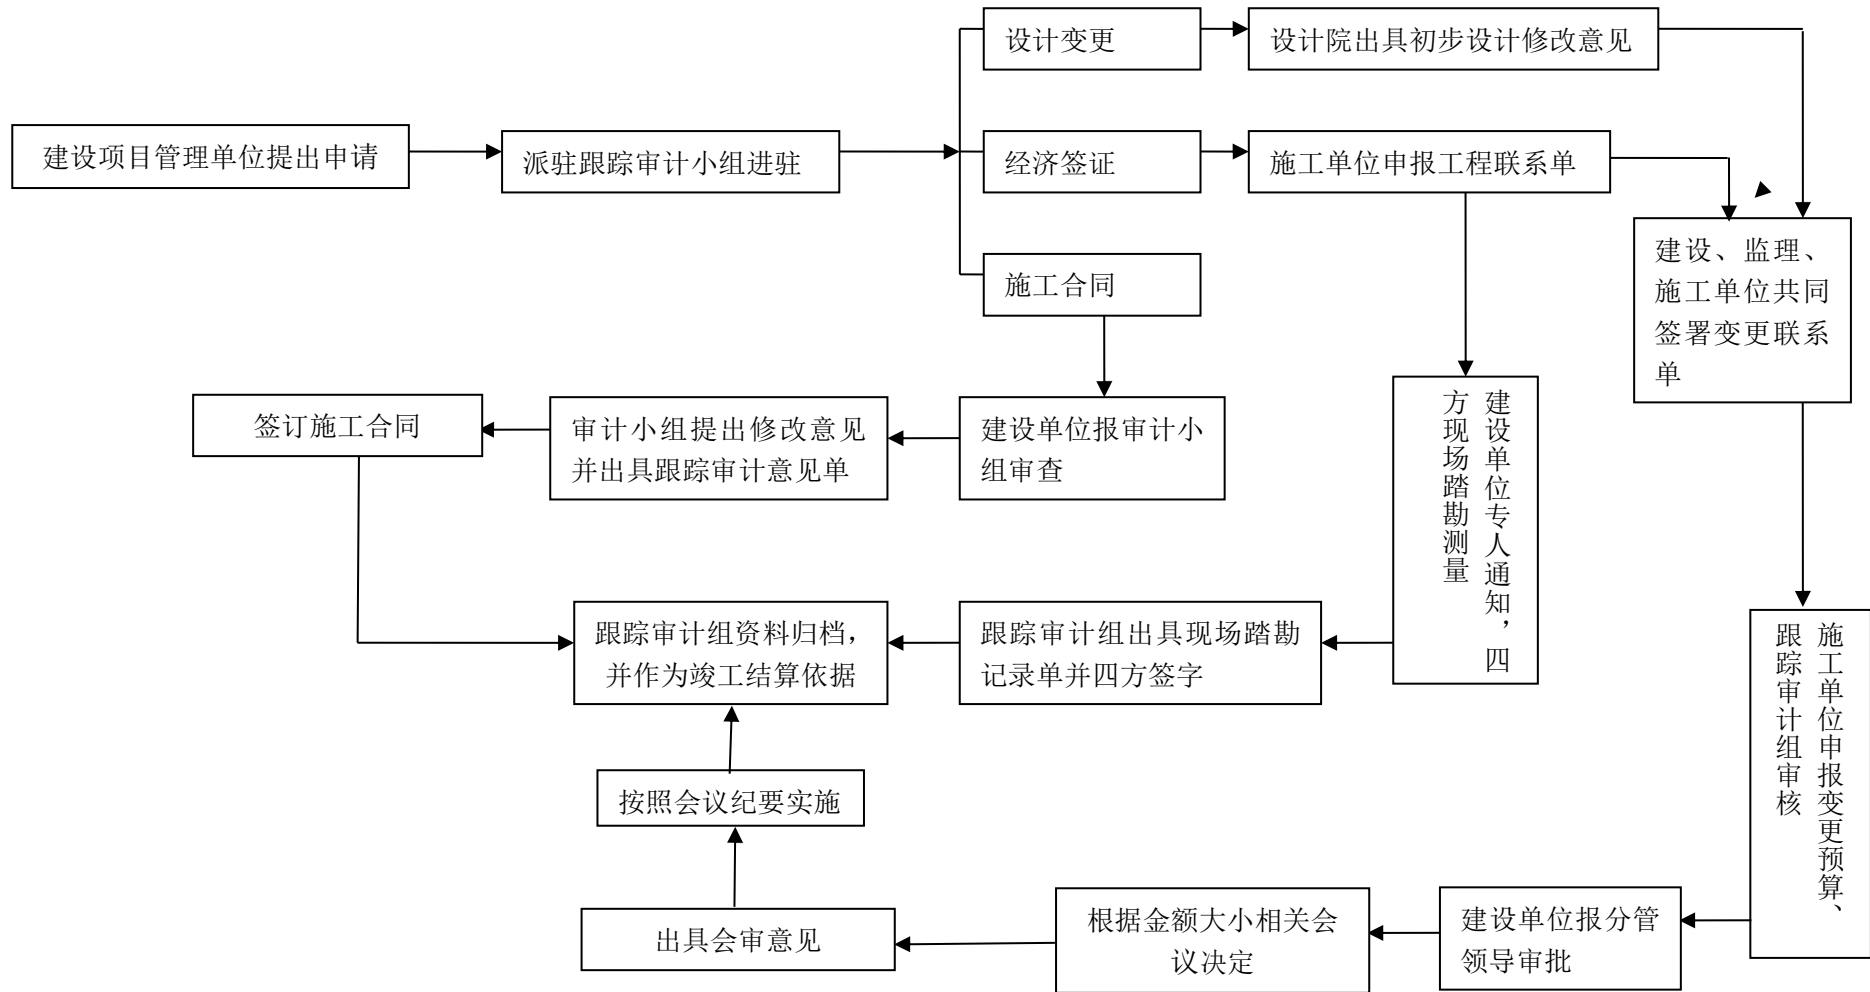 设计变更
设计院出具初步设计修改意见
建设项目管理单位提出申请
派驻跟踪审计小组进驻
经济签证
施工单位申报工程联系单
施工合同
建设、监理、
施工单位共同
签署变更联系
单
签订施工合同
审计小组提出修改意见
并出具跟踪审计意见单
建设单位报审计小
组审查
建设单位专人通知，四
方现场踏勘测量
跟踪审计组资料归档，
并作为竣工结算依据
跟踪审计组出具现场踏勘
记录单并四方签字
施工单位申报变更预算、
跟踪审计组审核
按照会议纪要实施
出具会审意见
根据金额大小相关会
议决定
建设单位报分管
领导审批